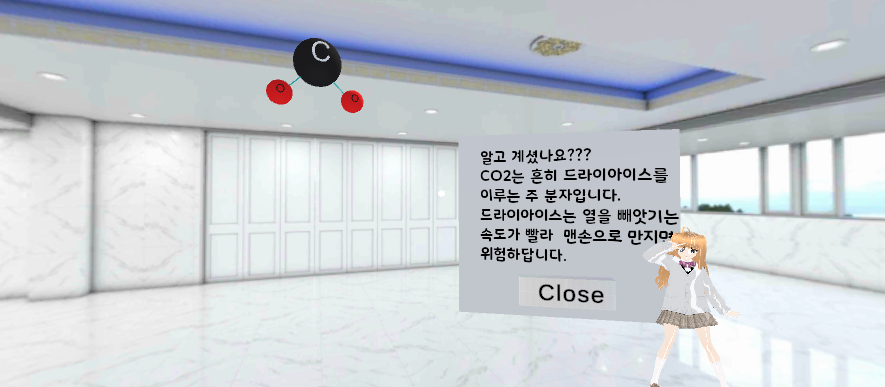 C
O
O
알고 계셨나요???
CO2는 흔히 드라이아이스를
이루는 주 분자입니다.
드라이아이스는 열을 빼앗기는
속도가 빨라 맨손으로 만지면
위험하답니다.
Close